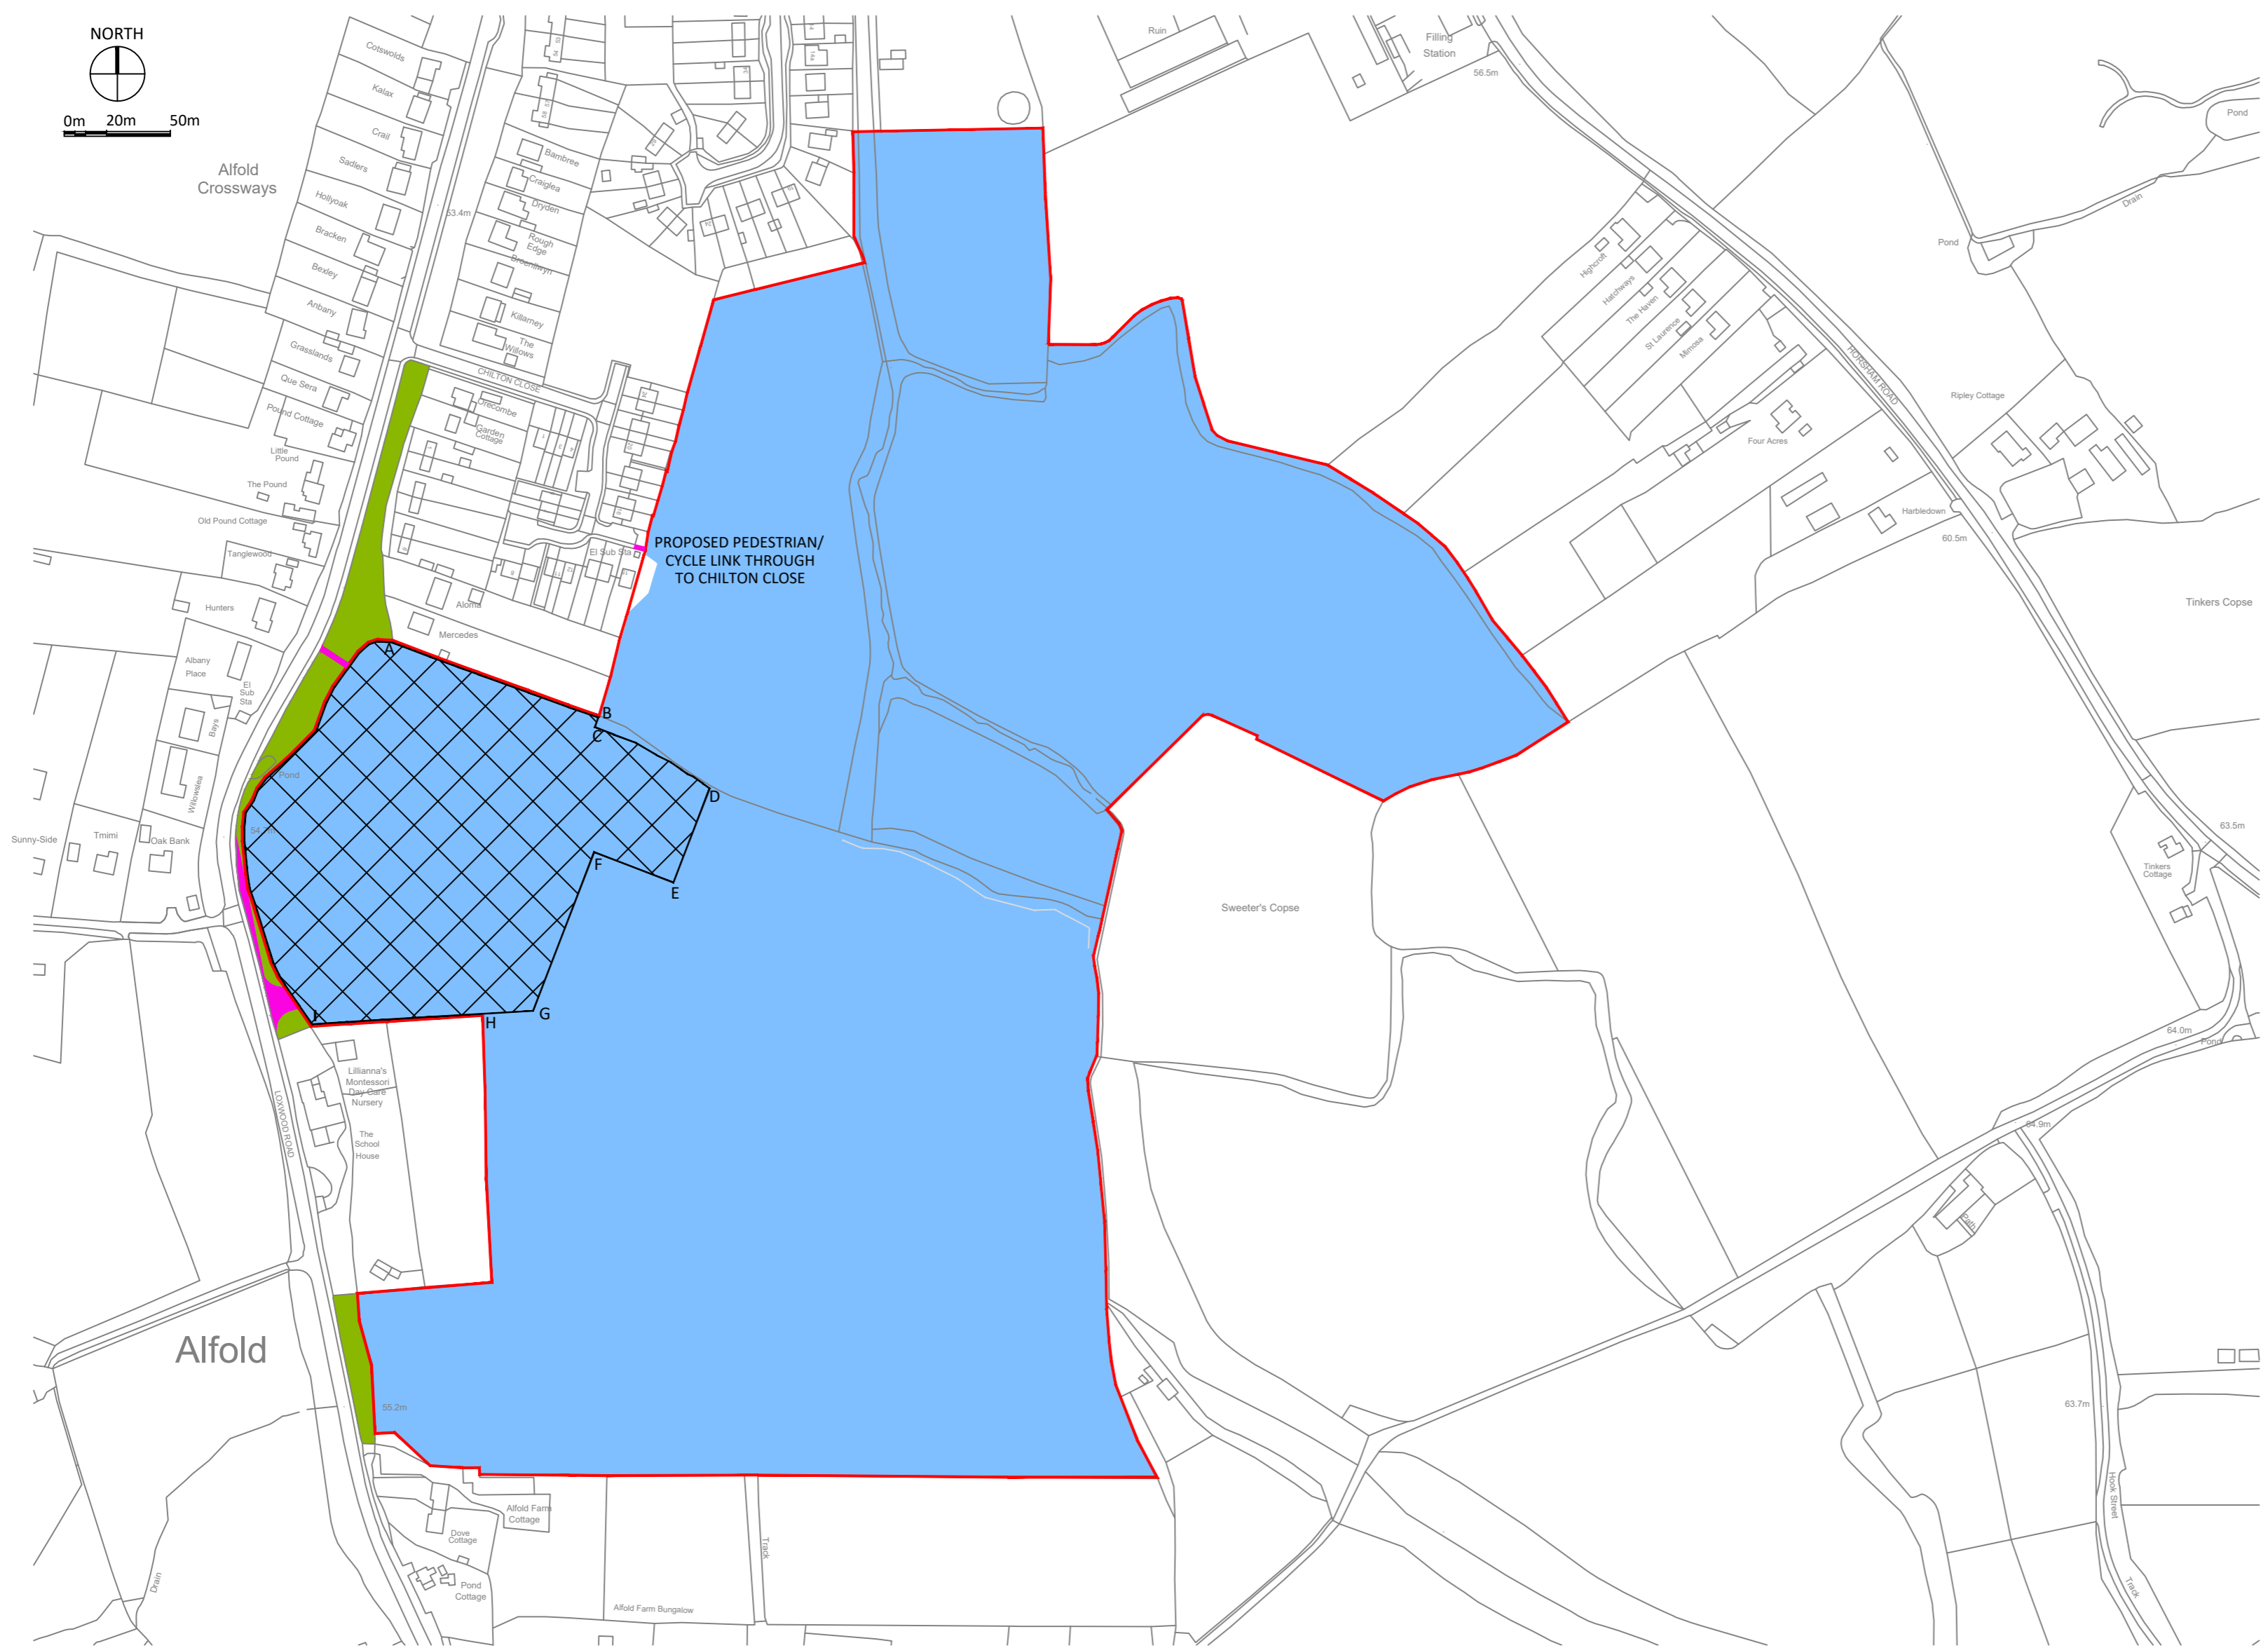 NORTH
0m 20m 50m
Alfold
Crossways
Cotswolds
Kalax
Crail
Sadlers
Hollyoak
Bracken
Bexley
Anbany
Grasslands
Que Sera
Pound Cottage
Little
Pound
The Pound
Old Pound Cottage
Tanglewood
Hunters
Albany
Place
El
Sub
Sta
Bays
Willowslea
Sunny-Side
Tmimi
Oak Bank
53.4m
Bambree
Craiglea
Dryden
Rough
Edge
Killarney
The
Willows
CHILTON CLOSE
Garden
Cottage
El Sub Sta
Aloma
Mercedes
PROPOSED PEDESTRIAN/
CYCLE LINK THROUGH
TO CHILTON CLOSE
A
B
C
D
E
F
G
H
I
Pond
Ruin
Filling
Station
56.5m
Pond
Drain
Pond
Highcroft
Hatchways
The Haven
St Laurence
Mimosa
HORSHAM ROAD
Ripley Cottage
Four Acres
Harbledown
60.5m
Tinkers Copse
63.5m
Tinkers
Cottage
Sweeter's Copse
64.0m
Pond
64.9m
Path
63.7m
Hook Street
Track
Lillianna's
Montessori
Day Care
Nursery
The
School
House
LOXWOOD ROAD
Alfold
55.2m
Alfold Farm
Cottage
Dove
Cottage
Pond
Cottage
Drain
Track
Alfold Farm Bungalow